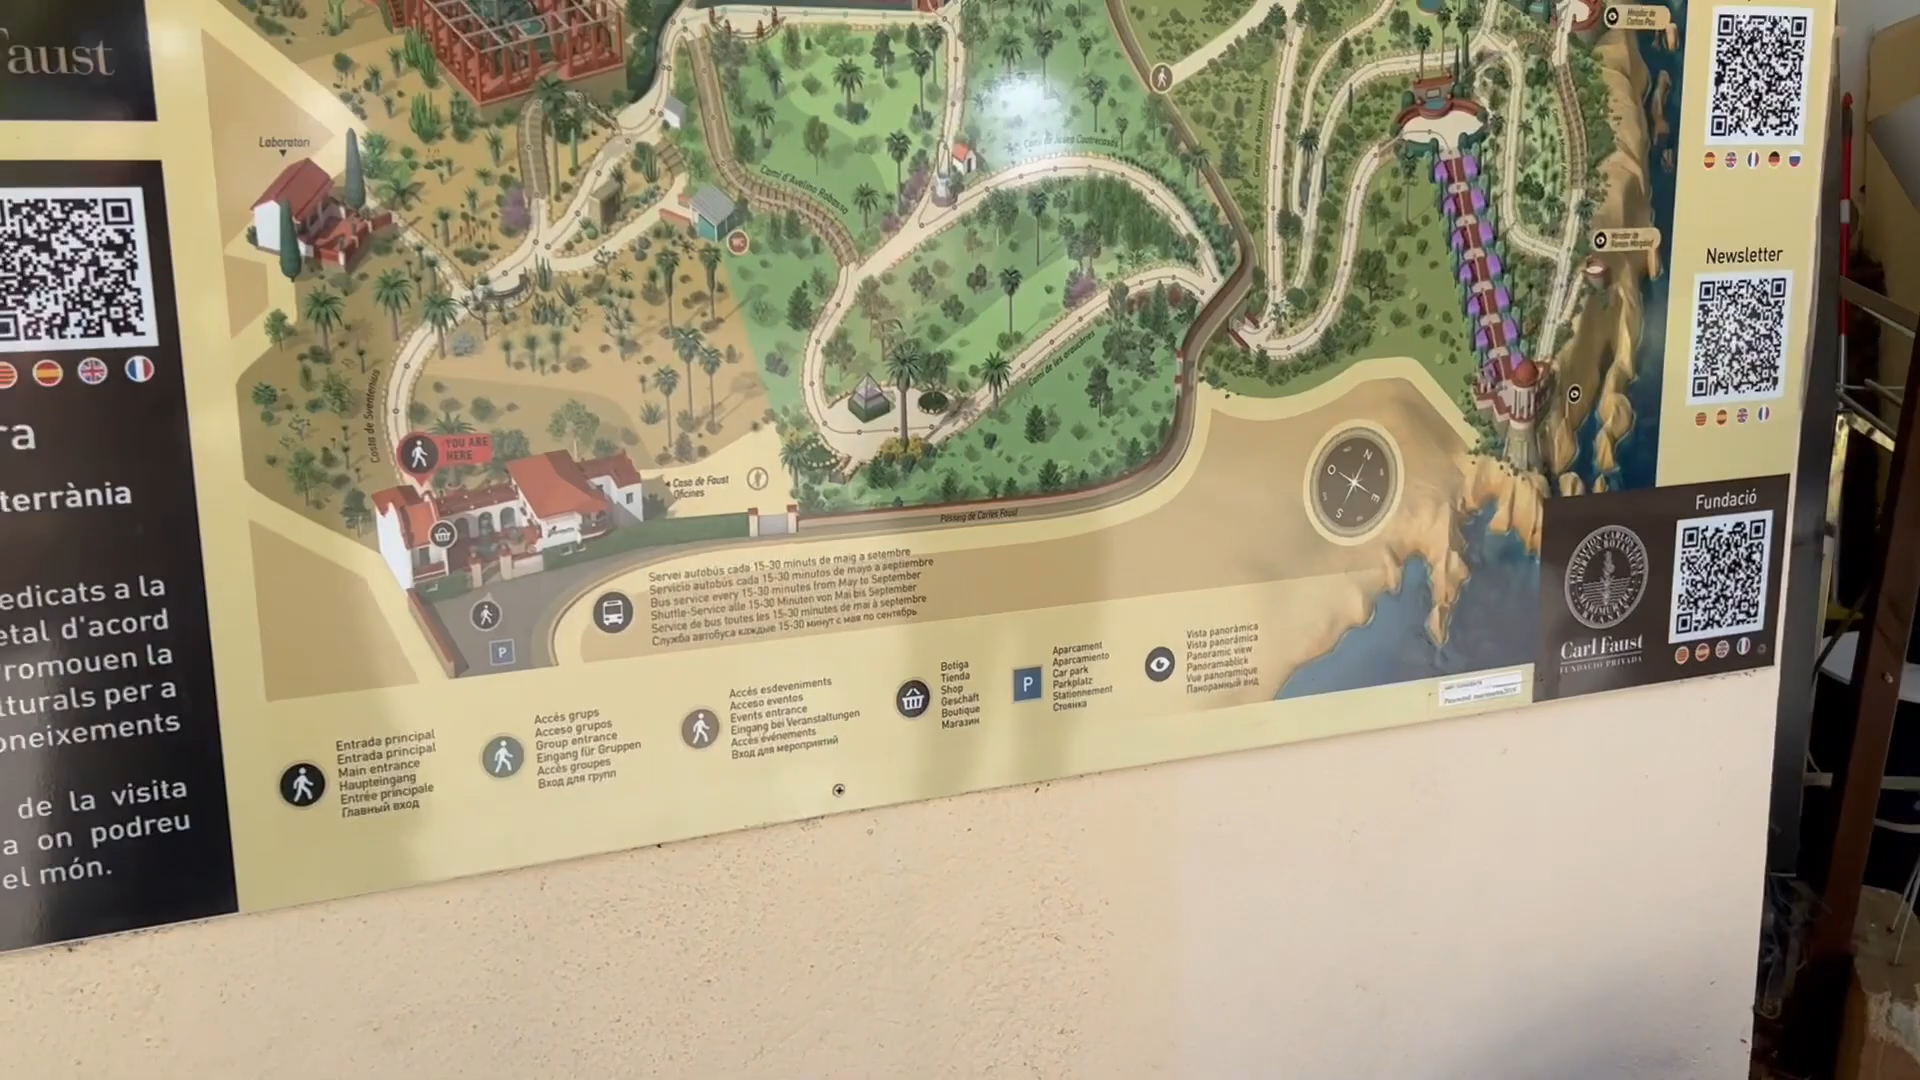 Faust
ra
terrània
edicats a la
etal d'acord
romouen la
lturals per a
oneixements
de la visita
a on podreu
el món.
Laboratori
Camí d'Avelino Rabassa
WC
Costa de Sventenius
YOU ARE
HERE
Casa de Faust
Oficines
Camí de les araucàries
Passeig de Carles Faust
Mirador de
N
E
S
O
Servei autobús cada 15-30 minuts de maig a setembre
Servicio autobús cada 15-30 minutos de mayo a septiembre
Bus service every 15-30 minutes from May to September
Shuttle-Service alle 15-30 Minuten von Mai bis September
Service de bus toutes les 15-30 minutes de mai à septembre
Служба автобуса каждые 15-30 минут с мая по сентябрь
P
Entrada principal
Entrada principal
Main entrance
Haupteingang
Entrée principale
Главный вход
Accés grups
Acceso grupos
Group entrance
Eingang für Gruppen
Accès groupes
Вход для групп
Accés esdeveniments
Acceso eventos
Events entrance
Eingang bei Veranstaltungen
Accès événements
Вход для мероприятий
Botiga
Tienda
Shop
Geschäft
Boutique
Магазин
P
Aparcament
Aparcamiento
Car park
Parkplatz
Stationnement
Стоянка
Vista panoràmica
Vista panorámica
Panoramic view
Panoramablick
Vue panoramique
Панорамный вид
Newsletter
Fundació
Carl Faust
FUNDACIÓ PRIVADA